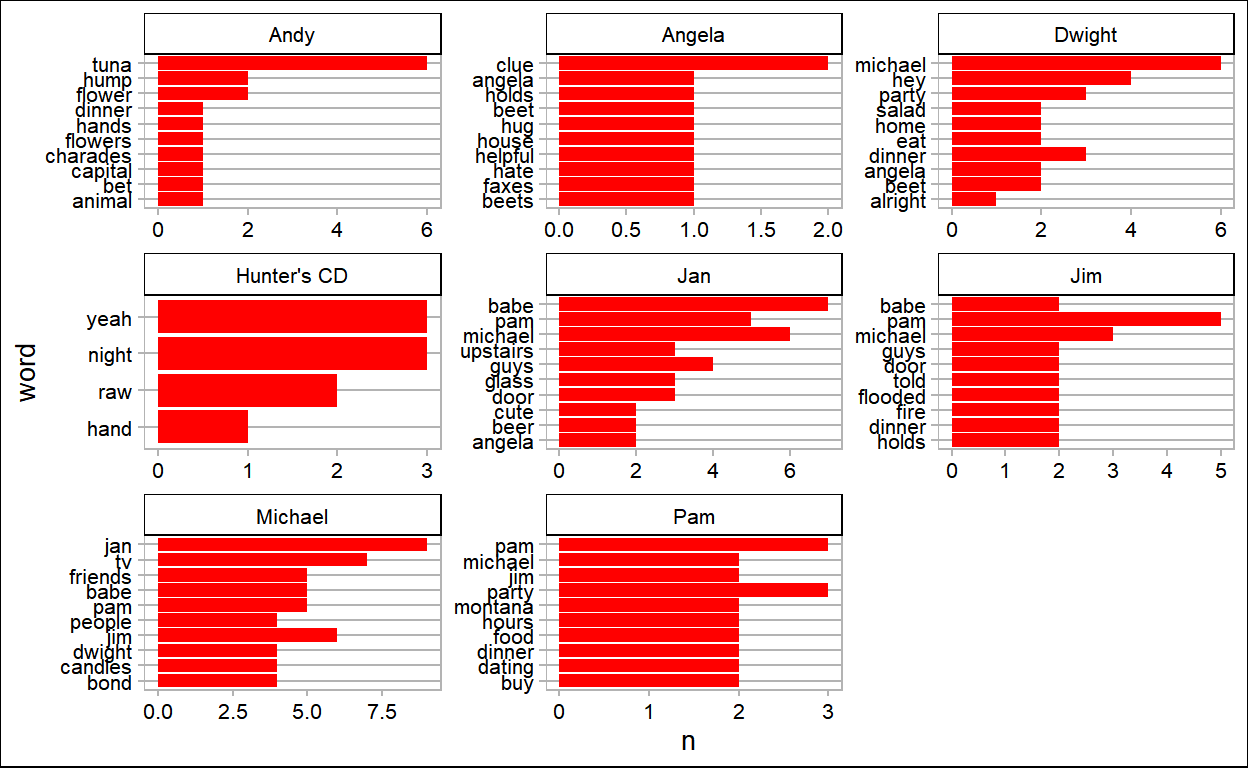 Andy
tuna
hump
flower
dinner
hands
flowers
charades
capital
bet
animal
0 2 4 6
Angela
clue
angela
holds
beet
hug
house
helpful
hate
faxes
beets
0.0 0.5 1.0 1.5 2.0
Dwight
michael
hey
party
salad
home
eat
dinner
angela
beet
alright
0 2 4 6
word
Hunter's CD
yeah
night
raw
hand
0 1 2 3
Jan
babe
pam
michael
upstairs
guys
glass
door
cute
beer
angela
0 2 4 6
Jim
babe
pam
michael
guys
door
told
flooded
fire
dinner
holds
0 1 2 3 4 5
Michael
jan
tv
friends
babe
pam
people
jim
dwight
candles
bond
0.0 2.5 5.0 7.5
Pam
pam
michael
jim
party
montana
hours
food
dinner
dating
buy
0 1 2 3
n